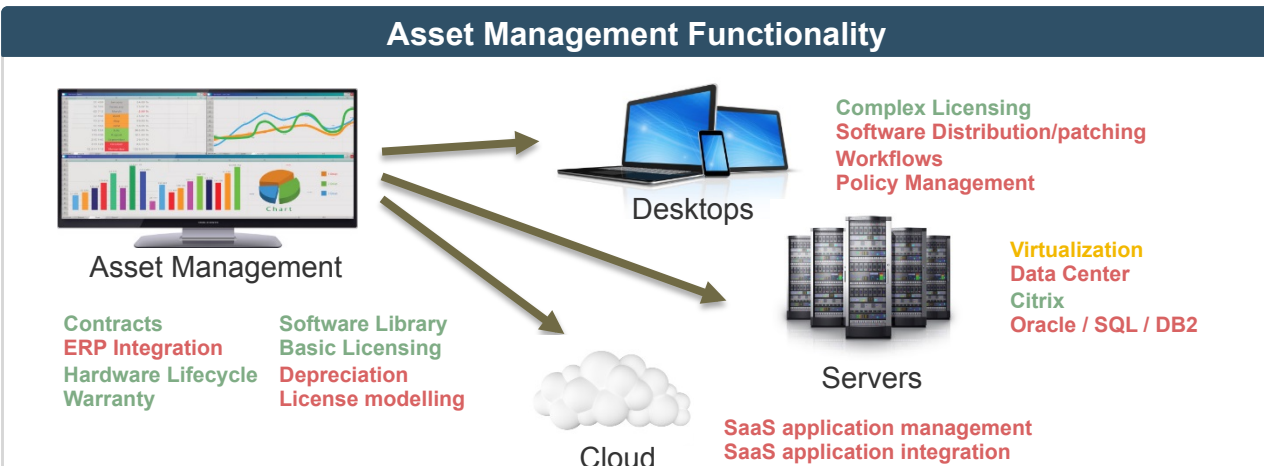 Asset Management Functionality
Complex Licensing
Software Distribution/patching
Workflows
Policy Management
Desktops
Asset Management
Virtualization
Data Center
Citrix
Oracle / SQL / DB2
Servers
Contracts
ERP Integration
Hardware Lifecycle
Warranty
Software Library
Basic Licensing
Depreciation
License modelling
Chart
Cloud
SaaS application management
SaaS application integration